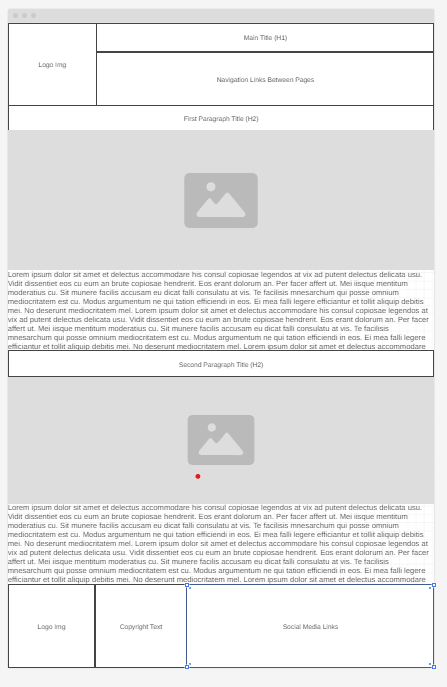 Main Title (H1)
Logo Img
Navigation Links Between Pages
First Paragraph Title (H2)
Lorem ipsum dolor sit amet et delectus accommodare his consul copiosae legendos at vix ad putent delectus delicata usu.
Vidit dissentiet eos cu eum an brute copiosae hendrerit. Eos erant dolorum an. Per facer affert ut. Mei iisque mentitum
moderatius cu. Sit munere facilis accusam eu dicat falli consulatu at vis. Te facilisis mnesarchum qui posse omnium
mediocritatem est cu. Modus argumentum ne qui tation efficiendi in eos. Ei mea falli legere efficiantur et tollit aliquip debitis
mei. No deserunt mediocritatem mel. Lorem ipsum dolor sit amet et delectus accommodare his consul copiosae legendos at
vix ad putent delectus delicata usu. Vidit dissentiet eos cu eum an brute copiosae hendrerit. Eos erant dolorum an. Per facer
affert ut. Mei iisque mentitum moderatius cu. Sit munere facilis accusam eu dicat falli consulatu at vis. Te facilisis
mnesarchum qui posse omnium mediocritatem est cu. Modus argumentum ne qui tation efficiendi in eos. Ei mea falli legere
efficiantur et tollit aliquip debitis mei. No deserunt mediocritatem mel. Lorem ipsum dolor sit amet et delectus accommodare
Second Paragraph Title (H2)
Lorem ipsum dolor sit amet et delectus accommodare his consul copiosae legendos at vix ad putent delectus delicata usu.
Vidit dissentiet eos cu eum an brute copiosae hendrerit. Eos erant dolorum an. Per facer affert ut. Mei iisque mentitum
moderatius cu. Sit munere facilis accusam eu dicat falli consulatu at vis. Te facilisis mnesarchum qui posse omnium
mediocritatem est cu. Modus argumentum ne qui tation efficiendi in eos. Ei mea falli legere efficiantur et tollit aliquip debitis
mei. No deserunt mediocritatem mel. Lorem ipsum dolor sit amet et delectus accommodare his consul copiosae legendos at
vix ad putent delectus delicata usu. Vidit dissentiet eos cu eum an brute copiosae hendrerit. Eos erant dolorum an. Per facer
affert ut. Mei iisque mentitum moderatius cu. Sit munere facilis accusam eu dicat falli consulatu at vis. Te facilisis
mnesarchum qui posse omnium mediocritatem est cu. Modus argumentum ne qui tation efficiendi in eos. Ei mea falli legere
efficiantur et tollit aliquip debitis mei. No deserunt mediocritatem mel. Lorem ipsum dolor sit amet et delectus accommodare
Logo Img
Copyright Text
Social Media Links